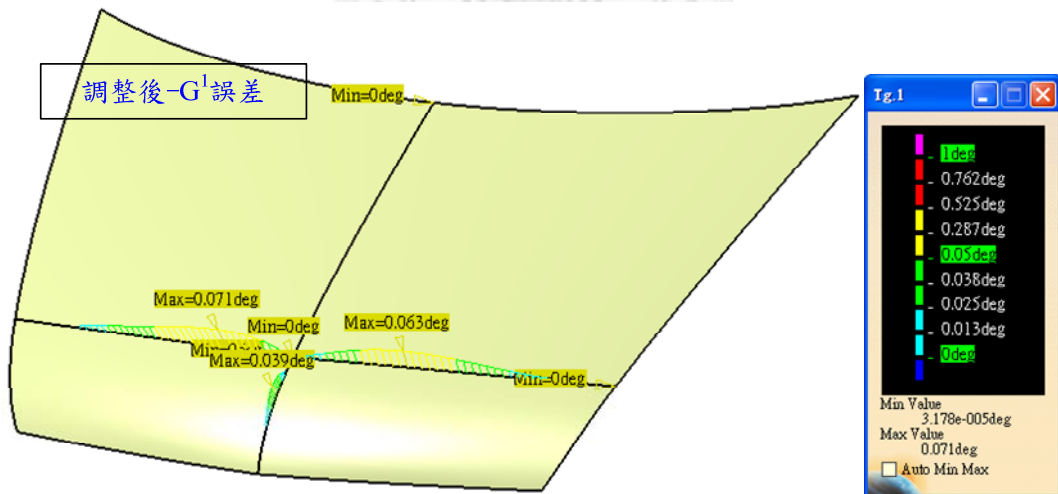 調整後-G¹誤差
Min=0deg
Max=0.071deg
Min=0deg
Max=0.063deg
Max=0.039deg
Min=0deg
Tg.1
1deg
0.762deg
0.525deg
0.287deg
0.05deg
0.038deg
0.025deg
0.013deg
0deg
Min Value
3.178e-005deg
Max Value
0.071deg
Auto Min Max